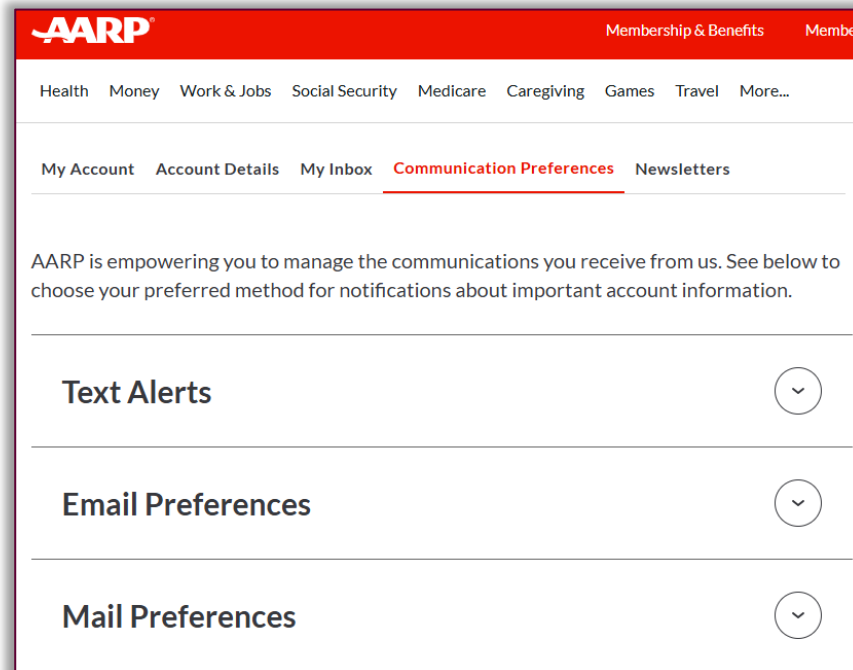 AARP®
Membership & Benefits Membe
Health Money Work & Jobs Social Security Medicare Caregiving Games Travel More...
My Account Account Details My Inbox Communication Preferences Newsletters
AARP is empowering you to manage the communications you receive from us. See below to
choose your preferred method for notifications about important account information.
Text Alerts
Email Preferences
Mail Preferences